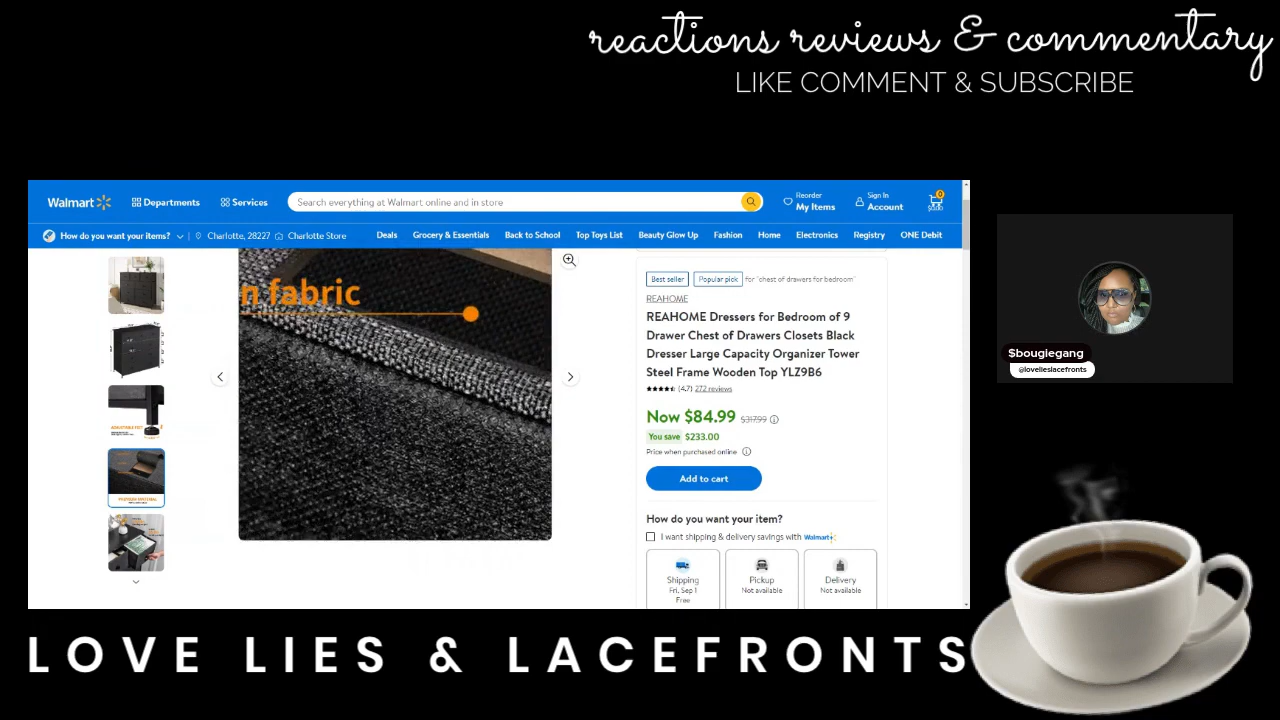 reactions reviews & commentary
LIKE COMMENT & SUBSCRIBE
Walmart
Departments
Services
Search everything at Walmart online and in store
Reorder
My Items
Sign In
Account
0
$0.00
How do you want your items?
Charlotte, 28227
Charlotte Store
Deals
Grocery & Essentials
Back to School
Top Toys List
Beauty Glow Up
Fashion
Home
Electronics
Registry
ONE Debit
n fabric
Best seller
Popular pick
for "chest of drawers for bedroom"
REAHOME
REAHOME Dressers for Bedroom of 9
Drawer Chest of Drawers Closets Black
Dresser Large Capacity Organizer Tower
Steel Frame Wooden Top YLZ9B6
(4.7) 272 reviews
Now $84.99 $317.99
You save $233.00
Price when purchased online
Add to cart
How do you want your item?
I want shipping & delivery savings with Walmart+
Shipping
Fri, Sep 1
Free
Pickup
Not available
Delivery
Not available
$bougiegang
@lovelieslacefronts
LOVE LIES & LACEFRONTS